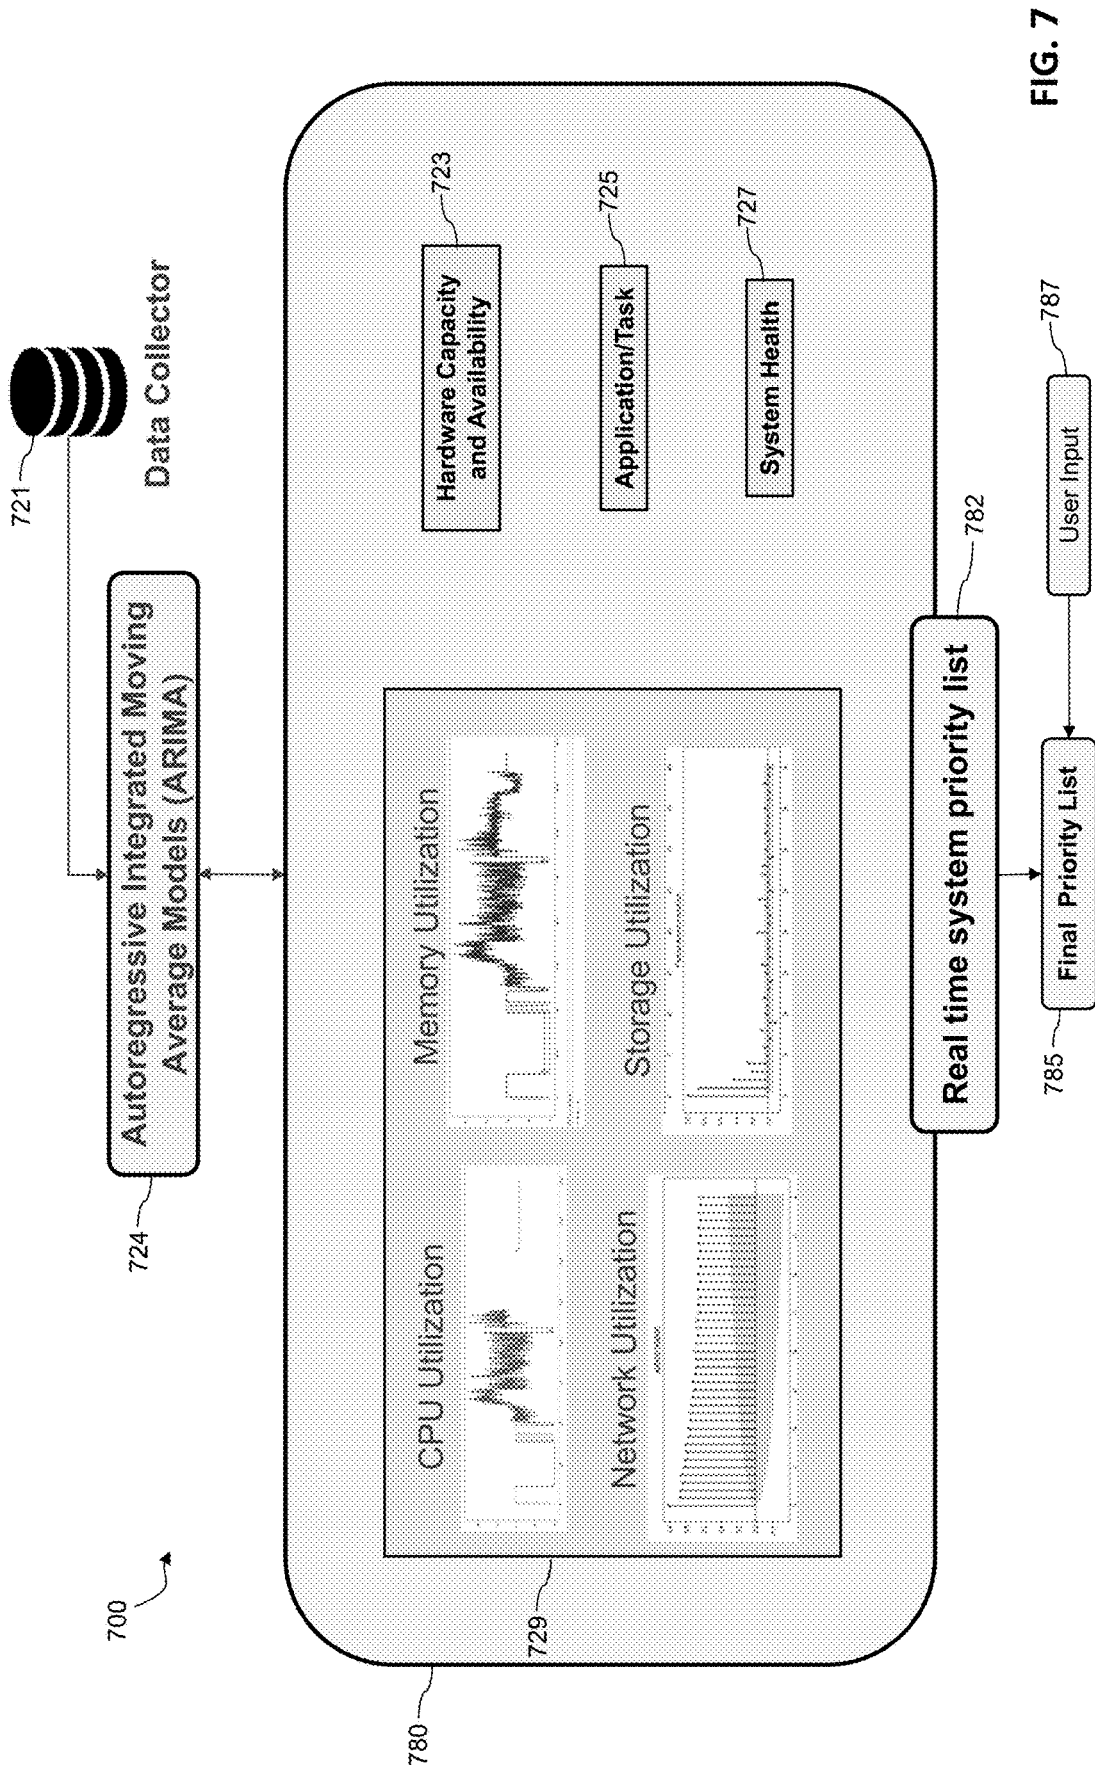 700
721
Data Collector
724
Autoregressive Integrated Moving
Average Models (ARIMA)
780
729
CPU Utilization
Memory Utilization
Network Utilization
Storage Utilization
Hardware Capacity
and Availability
723
Application/Task
725
System Health
727
Real time system priority list
782
785
Final Priority List
User Input
787
FIG. 7